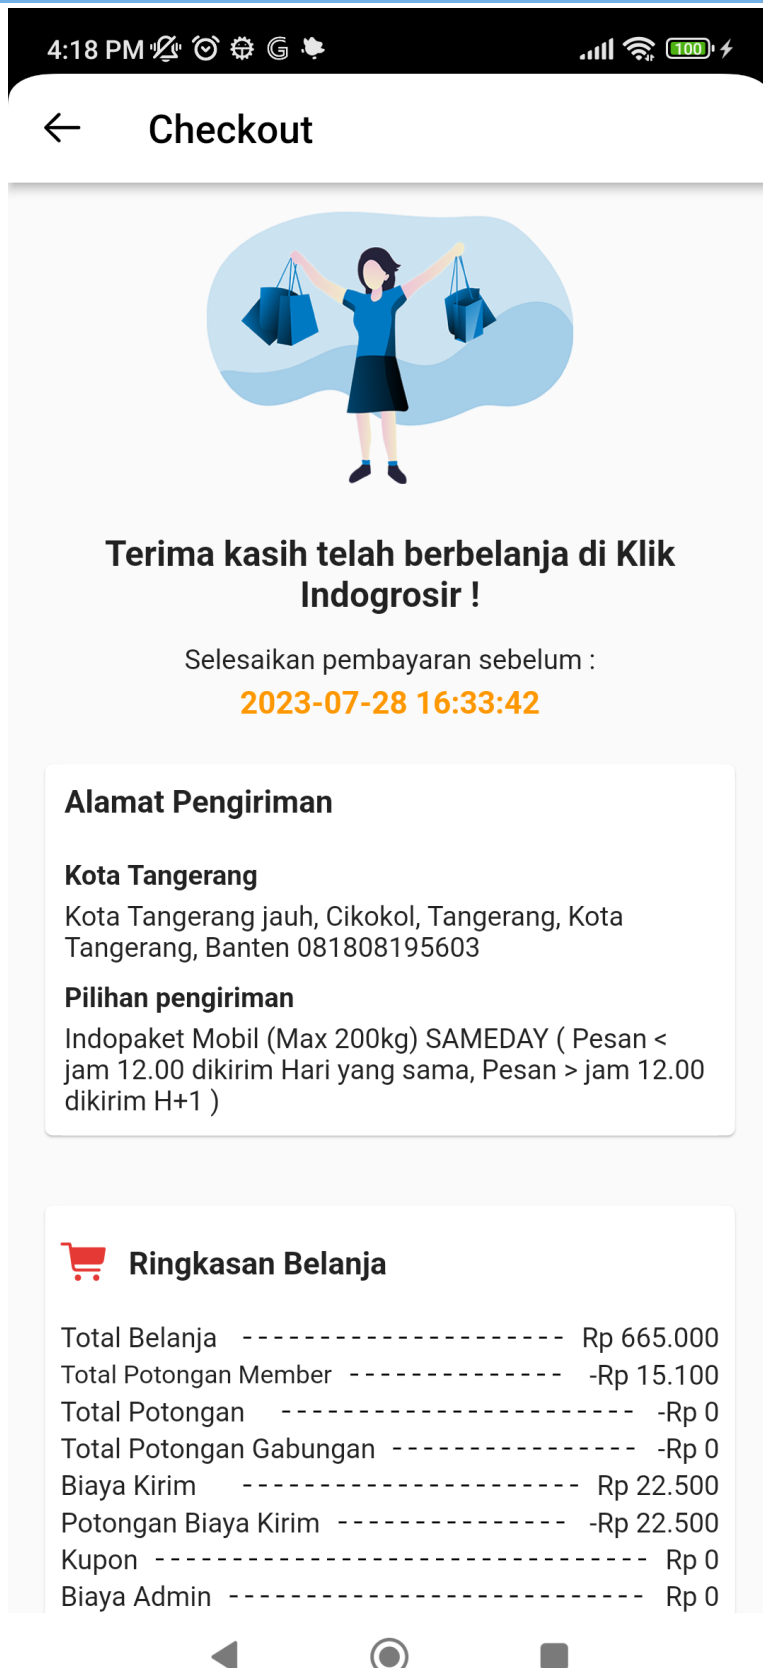 4:18 PM
100
Checkout
Terima kasih telah berbelanja di Klik
Indogrosir !
Selesaikan pembayaran sebelum :
2023-07-28 16:33:42
Alamat Pengiriman
Kota Tangerang
Kota Tangerang jauh, Cikokol, Tangerang, Kota
Tangerang, Banten 081808195603
Pilihan pengiriman
Indopaket Mobil (Max 200kg) SAMEDAY ( Pesan <
jam 12.00 dikirim Hari yang sama, Pesan > jam 12.00
dikirim H+1 )
Ringkasan Belanja
Total Belanja --------------------- Rp 665.000
Total Potongan Member -------------- -Rp 15.100
Total Potongan ----------------------- -Rp 0
Total Potongan Gabungan ---------------- -Rp 0
Biaya Kirim ---------------------- Rp 22.500
Potongan Biaya Kirim --------------- -Rp 22.500
Kupon -------------------------------- Rp 0
Biaya Admin --------------------------- Rp 0